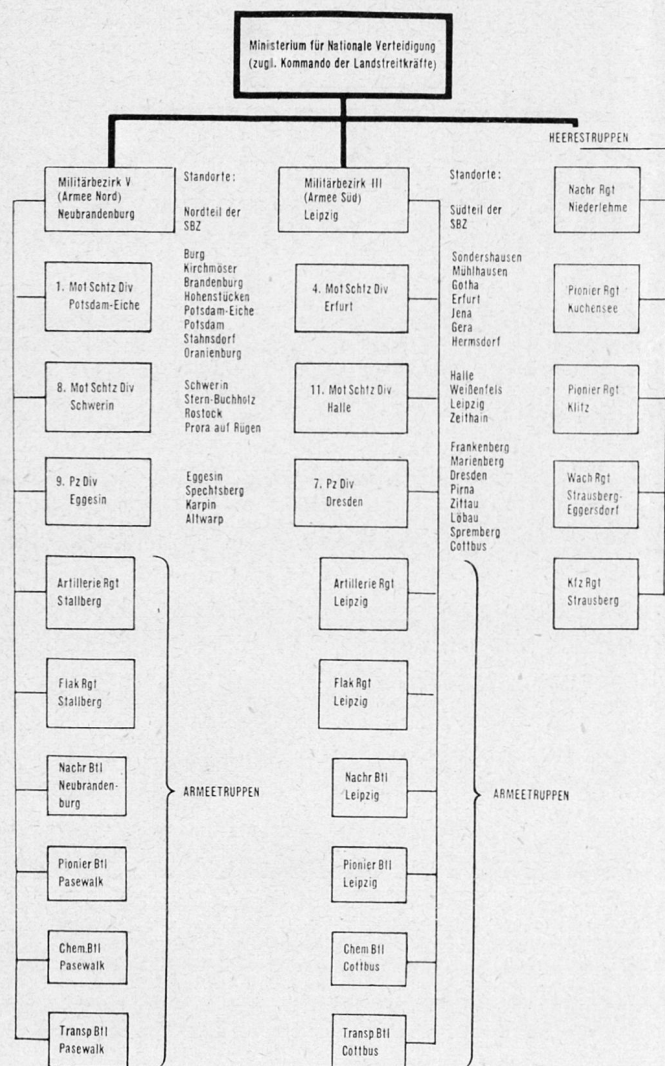 Ministerium für Nationale Verteidigung
(zugl. Kommando der Landstreitkräfte)
HEERESTRUPPEN
Militärbezirk V
(Armee Nord)
Neubrandenburg
Standorte:
Nordteil der
SBZ
1. Mot Schtz Div
Potsdam-Eiche
Burg
Kirchmöser
Brandenburg
Hohenstücken
Potsdam-Eiche
Potsdam
Stahnsdorf
Oranienburg
8. Mot Schtz Div
Schwerin
Schwerin
Stern-Buchholz
Rostock
Prora auf Rügen
9. Pz Div
Eggesin
Eggesin
Spechtsberg
Karpin
Altwarp
Artillerie Rgt
Stallberg
Flak Rgt
Stallberg
Nachr Btl
Neubranden-
burg
Pionier Btl
Pasewalk
Chem. Btl
Pasewalk
Transp Btl
Pasewalk
ARMEETRUPPEN
Militärbezirk III
(Armee Süd)
Leipzig
Standorte:
Südteil der
SBZ
4. Mot Schtz Div
Erfurt
Sondershausen
Mühlhausen
Gotha
Erfurt
Jena
Gera
Hermsdorf
11. Mot Schtz Div
Halle
Halle
Weißenfels
Leipzig
Zeithain
7. Pz Div
Dresden
Frankenberg
Marienberg
Dresden
Pirna
Zittau
Löbau
Spremberg
Cottbus
Artillerie Rgt
Leipzig
Flak Rgt
Leipzig
Nachr Btl
Leipzig
Pionier Btl
Leipzig
Chem Btl
Cottbus
Transp Btl
Cottbus
ARMEETRUPPEN
Nachr Rgt
Niederlehme
Pionier Rgt
Kuchensee
Pionier Rgt
Klitz
Wach Rgt
Strausberg-
Eggersdorf
Kfz Rgt
Strausberg